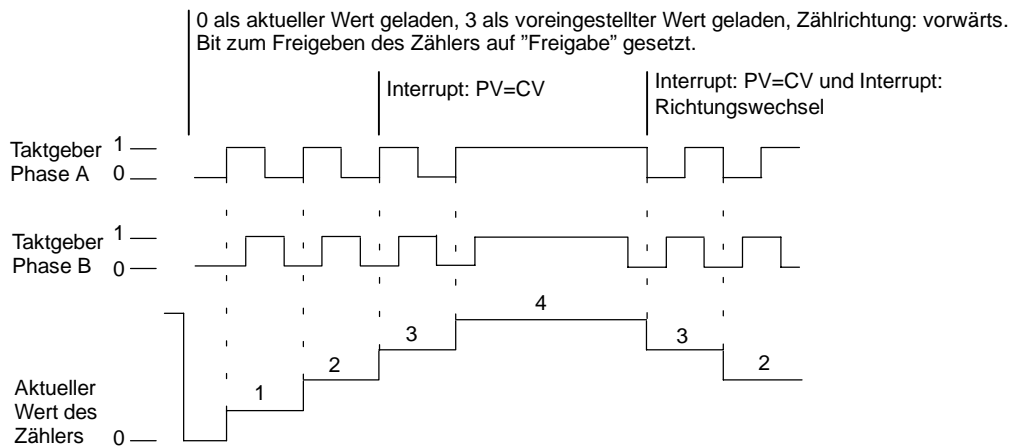 0 als aktueller Wert geladen, 3 als voreingestellter Wert geladen, Zählrichtung: vorwärts.
Bit zum Freigeben des Zählers auf ”Freigabe” gesetzt.
Interrupt: PV=CV
Interrupt: PV=CV und Interrupt:
Richtungswechsel
Taktgeber 1
Phase A 0
Taktgeber 1
Phase B 0
4
3
3
2
2
1
Aktueller
Wert des
Zählers 0